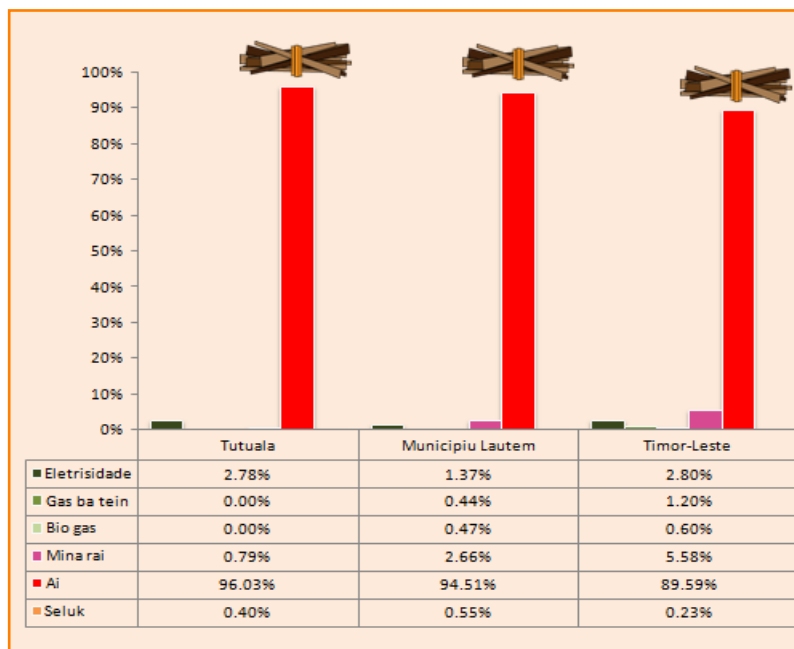 100%
90%
80%
70%
60%
50%
40%
30%
20%
10%
0%
Tutuala Municipiu Lautem Timor-Leste
Eletrisidade 2.78% 1.37% 2.80%
Gas ba tein 0.00% 0.44% 1.20%
Bio gas 0.00% 0.47% 0.60%
Mina rai 0.79% 2.66% 5.58%
Ai 96.03% 94.51% 89.59%
Seluk 0.40% 0.55% 0.23%